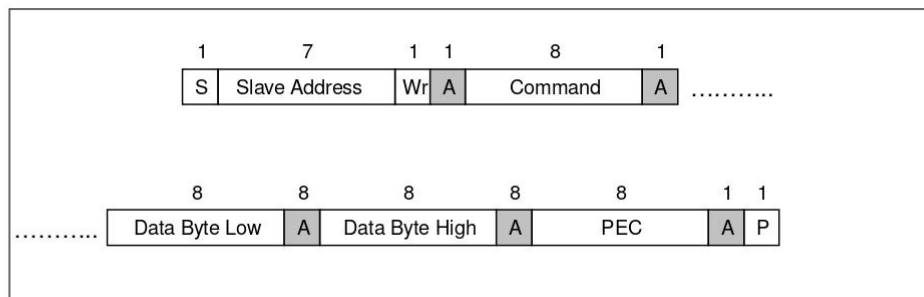 1 7 1 1 8 1
S Slave Address Wr A Command A ………..
8 8 8 8 8 1 1
……….. Data Byte Low A Data Byte High A PEC A P